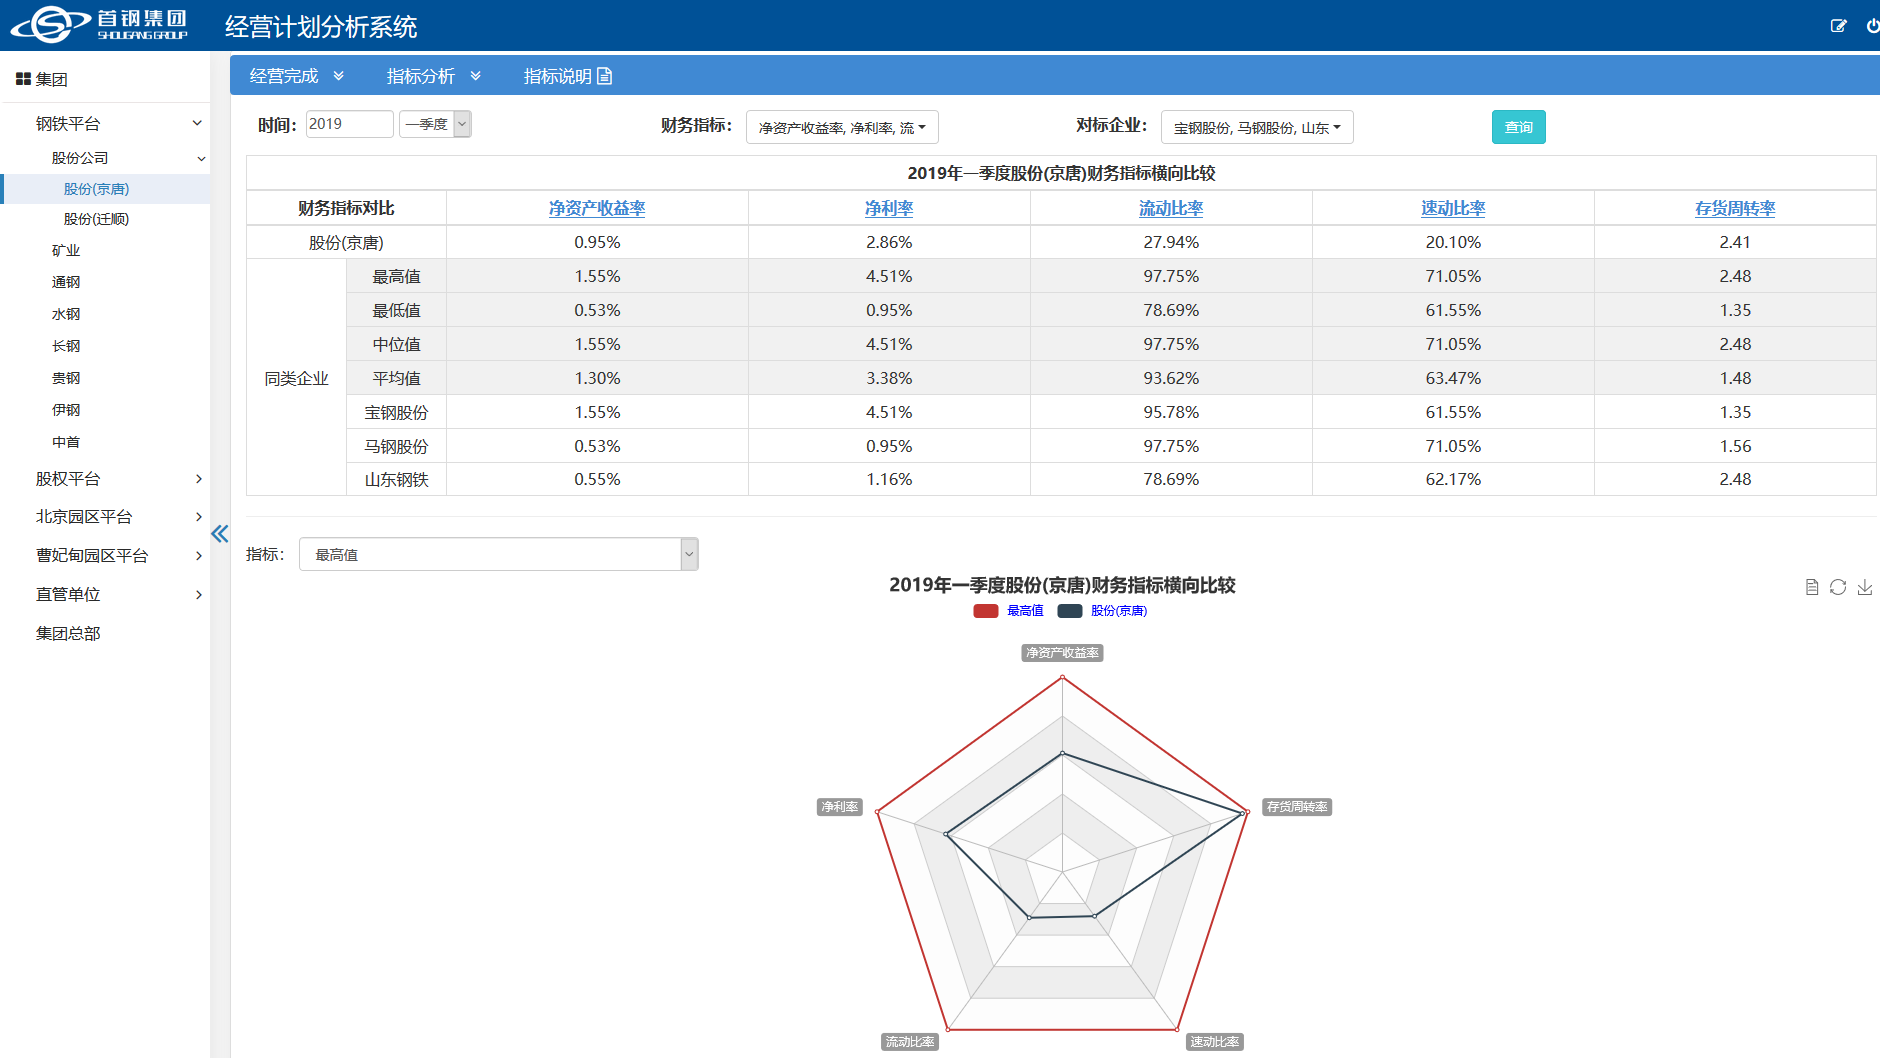 首钢集团
SHOUGANG GROUP
经营计划分析系统
集团
钢铁平台
股份公司
股份(京唐)
股份(迁顺)
矿业
通钢
水钢
长钢
贵钢
伊钢
中首
股权平台
北京园区平台
曹妃甸园区平台
直管单位
集团总部
经营完成 指标分析 指标说明
时间: 2019 一季度 财务指标: 净资产收益率, 净利率, 流 对标企业: 宝钢股份, 马钢股份, 山东 查询
2019年一季度股份(京唐)财务指标横向比较
财务指标对比 净资产收益率 净利率 流动比率 速动比率 存货周转率
股份(京唐) 0.95% 2.86% 27.94% 20.10% 2.41
同类企业
最高值 1.55% 4.51% 97.75% 71.05% 2.48
最低值 0.53% 0.95% 78.69% 61.55% 1.35
中位值 1.55% 4.51% 97.75% 71.05% 2.48
平均值 1.30% 3.38% 93.62% 63.47% 1.48
宝钢股份 1.55% 4.51% 95.78% 61.55% 1.35
马钢股份 0.53% 0.95% 97.75% 71.05% 1.56
山东钢铁 0.55% 1.16% 78.69% 62.17% 2.48
指标: 最高值
2019年一季度股份(京唐)财务指标横向比较
最高值 股份(京唐)
净资产收益率
净利率 存货周转率
流动比率 速动比率